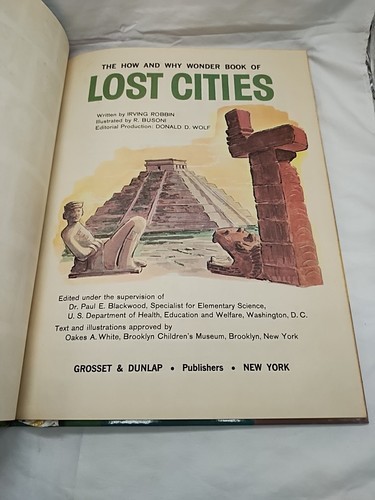 THE HOW AND WHY WONDER BOOK OF
LOST CITIES
Written by IRVING ROBBIN
Illustrated by R. BUSONI
Editorial Production: DONALD D. WOLF
Edited under the supervision of
Dr. Paul E. Blackwood, Specialist for Elementary Science,
U. S. Department of Health, Education and Welfare, Washington, D. C.
Text and illustrations approved by
Oakes A. White, Brooklyn Children's Museum, Brooklyn, New York
GROSSET & DUNLAP • Publishers • NEW YORK